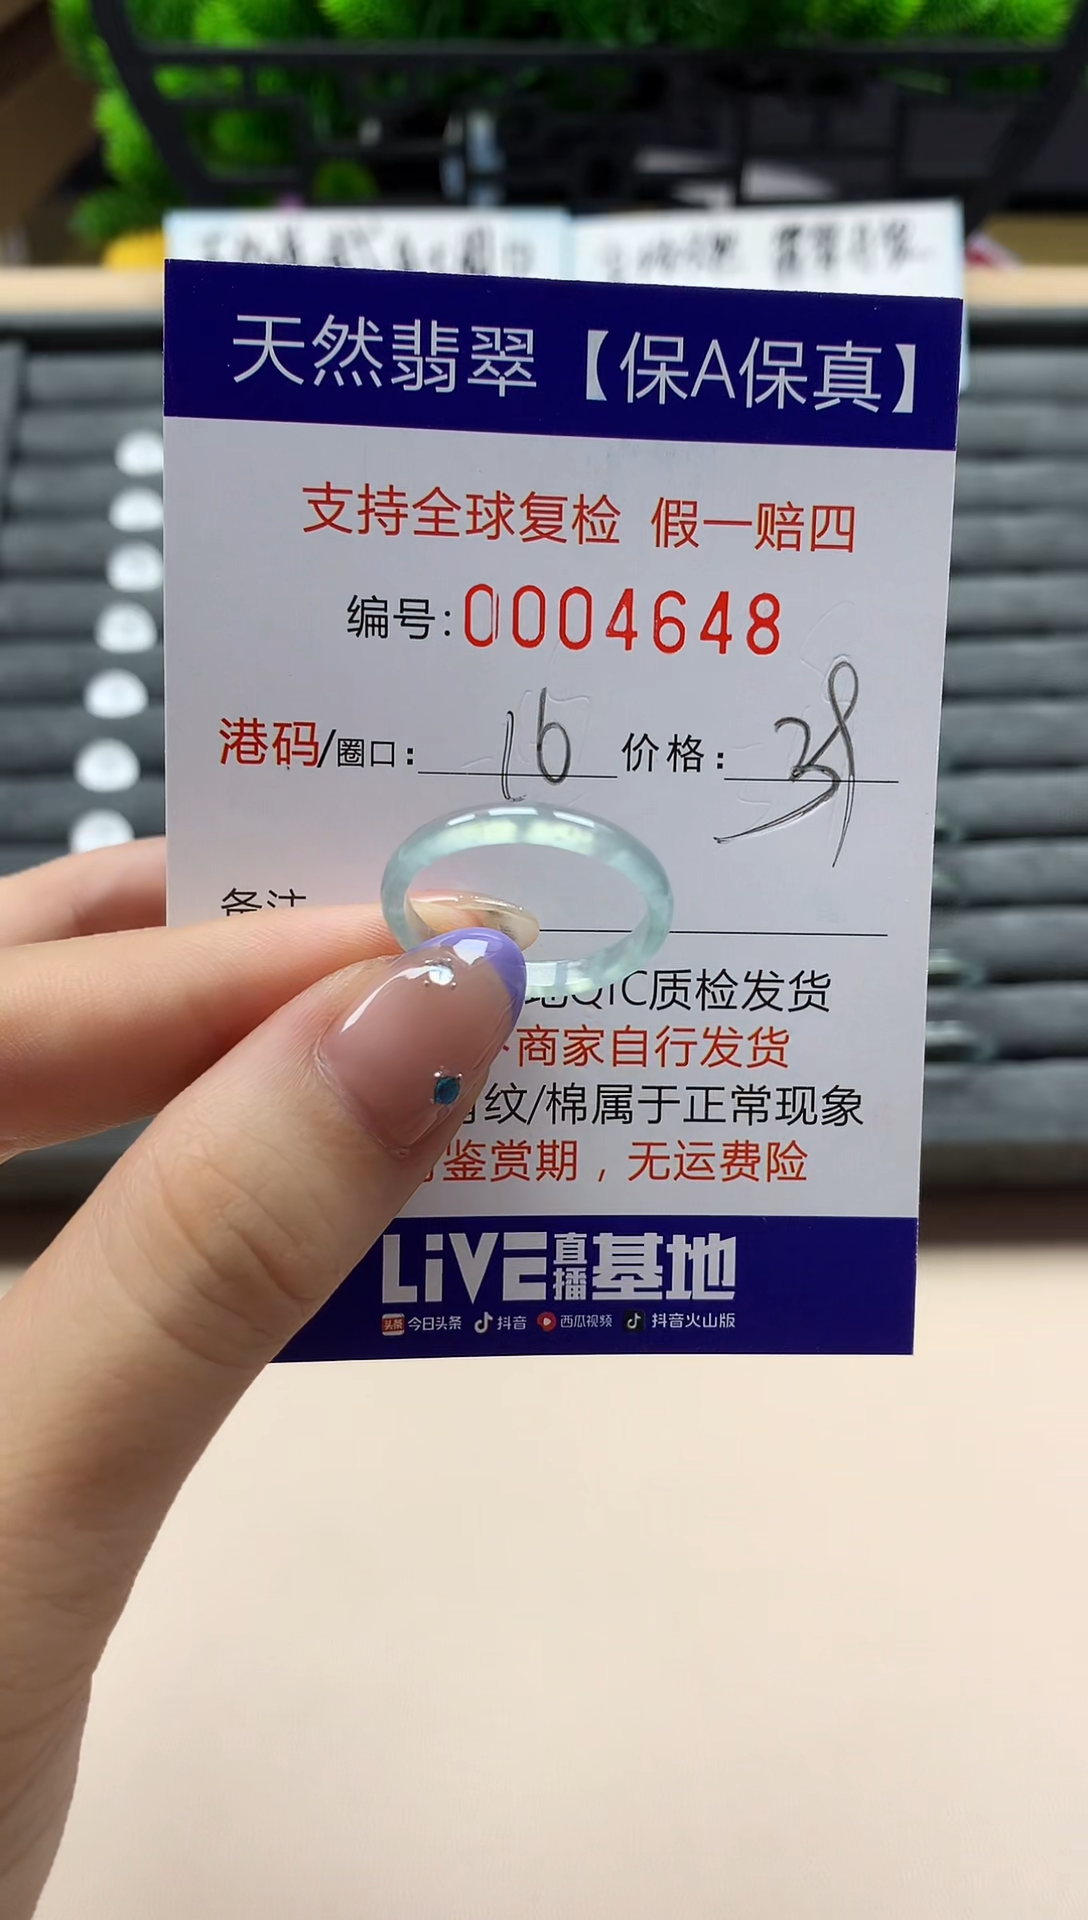 天然翡翠【保A保真】
支持全球复检 假一赔四
编号:0004648
港码/圈口: 16 价格: 38
备注
QIC质检发货
商家自行发货
纹/棉属于正常现象
鉴赏期，无运费险
LiVE直播基地
头条 今日头条 抖音 西瓜视频 抖音火山版